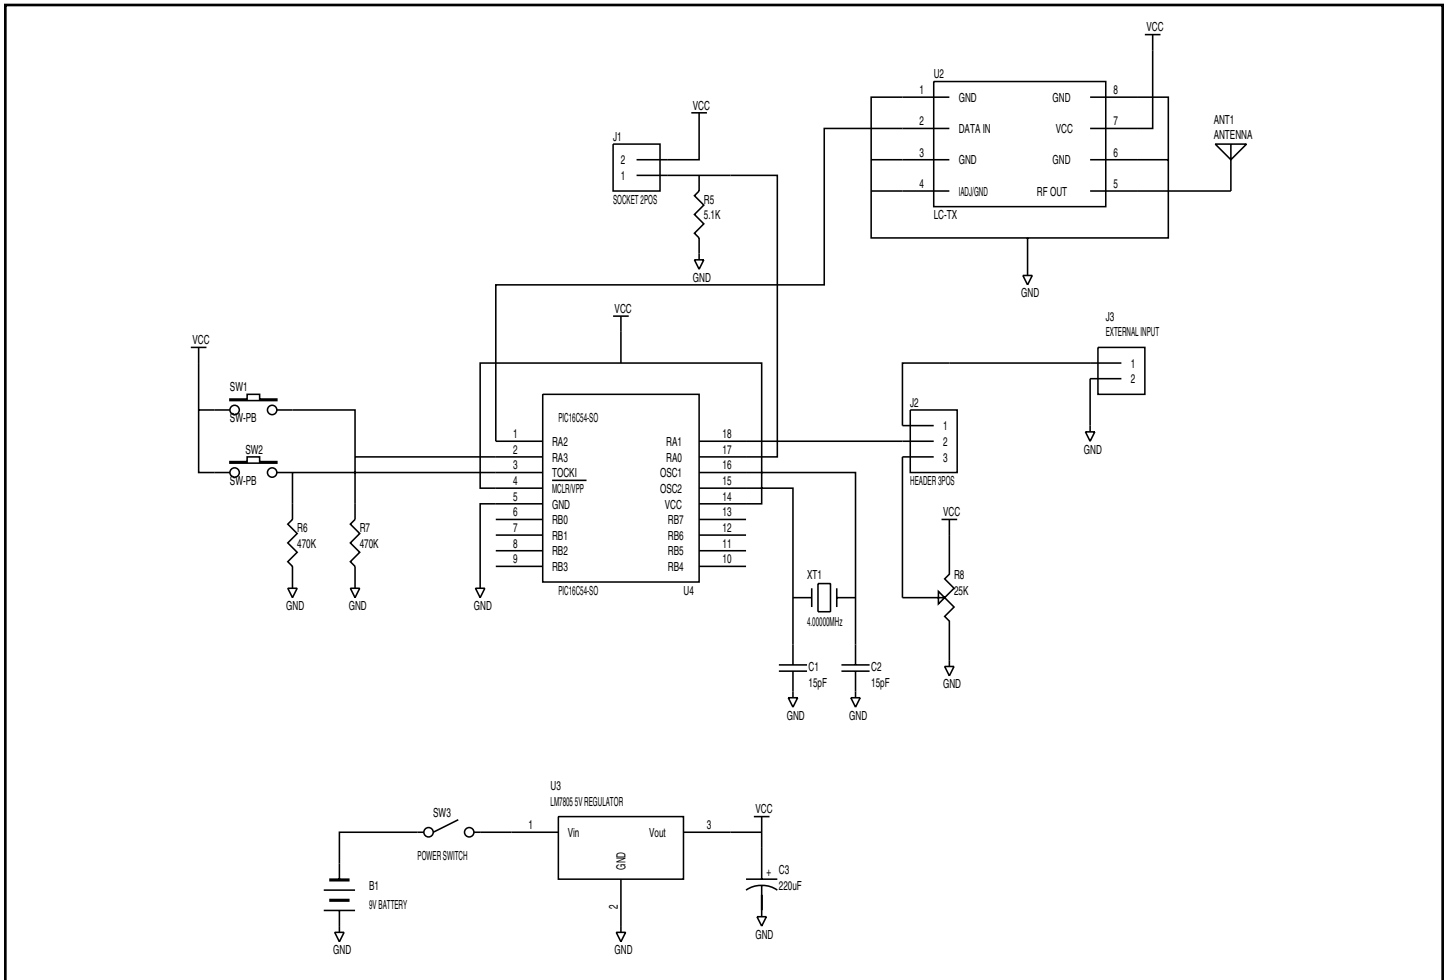 VCC
U2
1 GND GND 8
2 DATA IN VCC 7
3 GND GND 6
4 lADJ/GND RF OUT 5
LC-TX
GND
ANT1
ANTENNA
VCC
J1
2
1
SOCKET 2POS
R5
5.1K
GND
VCC
VCC
SW1
SW-PB
SW2
SW-PB
R6
470K
GND
R7
470K
GND
GND
PIC16C54-SO
1 RA2 RA1 18
2 RA3 RA0 17
3 TOCKI OSC1 16
4 MCLR/VPP OSC2 15
5 GND VCC 14
6 RB0 RB7 13
7 RB1 RB6 12
8 RB2 RB5 11
9 RB3 RB4 10
PIC16C54-SO U4
J3
EXTERNAL INPUT
1
2
GND
J2
1
2
3
HEADER 3POS
VCC
R8
25K
GND
XT1
4.00000MHz
C1
15pF
GND
C2
15pF
GND
U3
LM7805 5V REGULATOR
SW3
POWER SWITCH
1 Vin Vout 3
GND
2
GND
VCC
+ C3
220uF
GND
B1
9V BATTERY
GND